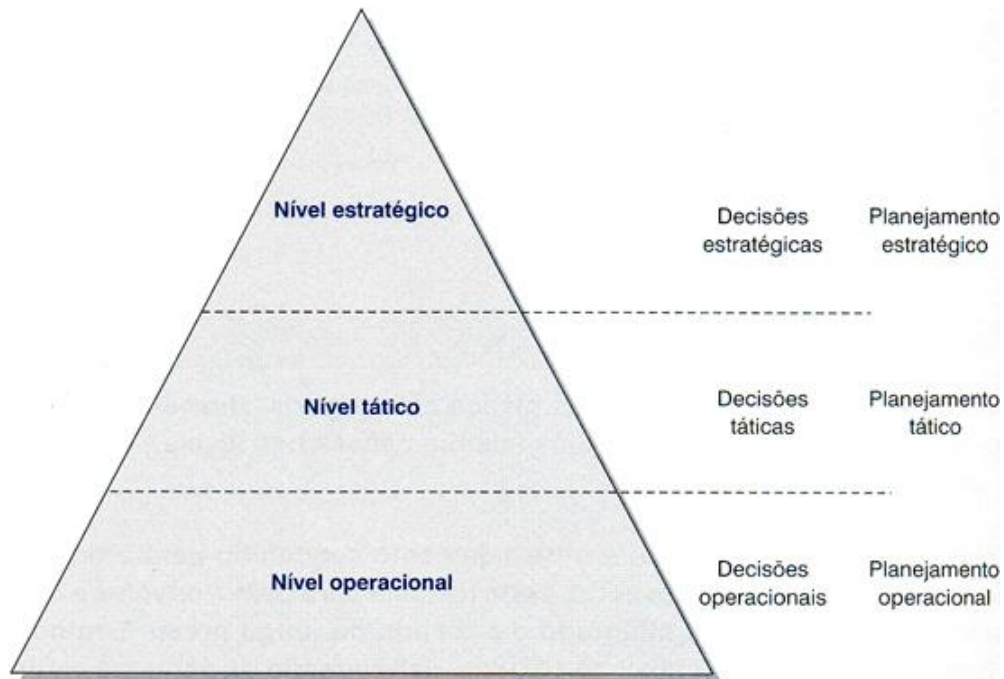 Nível estratégico
Decisões
estratégicas
Planejamento
estratégico
Nível tático
Decisões
táticas
Planejamento
tático
Nível operacional
Decisões
operacionais
Planejamento
operacional